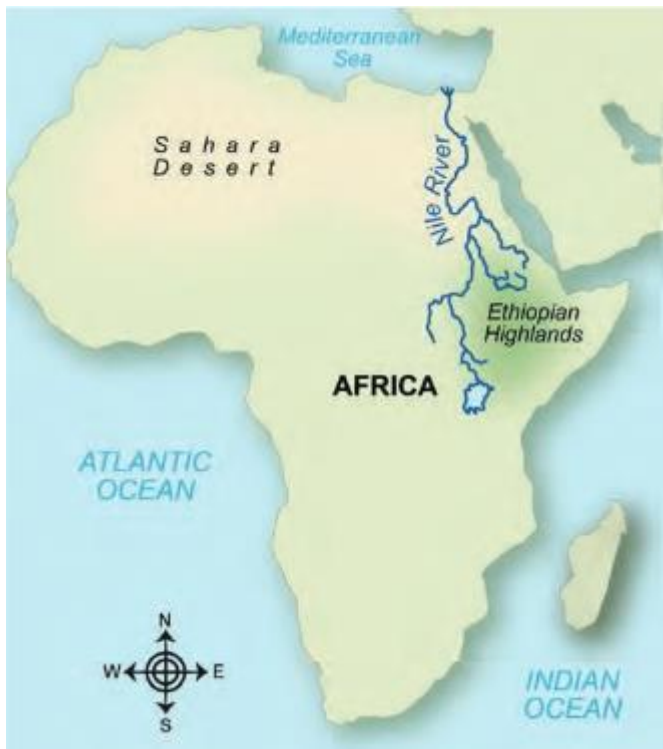 Mediterranean
Sea
Sahara
Desert
Nile River
Ethiopian
Highlands
AFRICA
ATLANTIC
OCEAN
N
W E
S
INDIAN
OCEAN